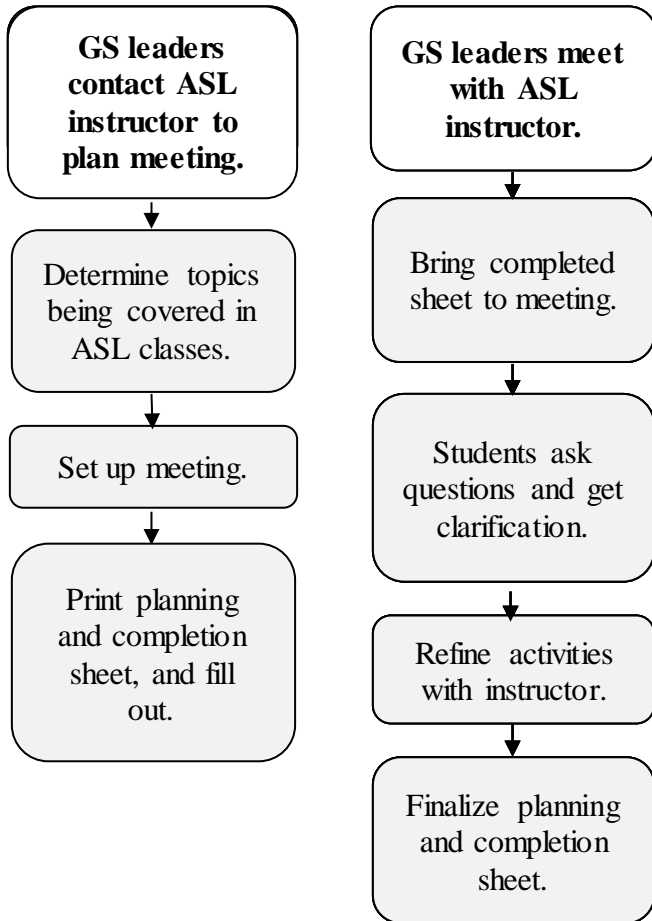 GS leaders
contact ASL
instructor to
plan meeting.
Determine topics
being covered in
ASL classes.
Set up meeting.
Print planning
and completion
sheet, and fill
out.
GS leaders meet
with ASL
instructor.
Bring completed
sheet to meeting.
Students ask
questions and get
clarification.
Refine activities
with instructor.
Finalize planning
and completion
sheet.